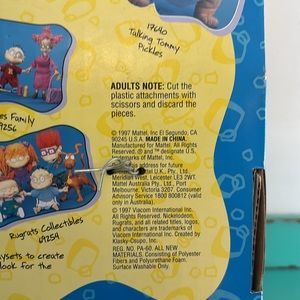 17640
Talking Tommy
Pickles
ADULTS NOTE: Cut the
plastic attachments with
scissors and discard the
pieces.
es Family
9256
© 1997 Mattel, Inc El Segundo, CA
90245 U.S.A. MADE IN CHINA.
Manufactured for Mattel. All Rights
Reserved. ® and ™ designate U.S.
trademarks of Mattel, Inc.
Mattel U.K., Ltd.,
Meridian West, Leicester LE3 2WT.
Mattel Australia Pty., Ltd., Port
Melbourne, Victoria 3207. Consumer
Advisory Service 1800 800812 (valid
only in Australia).
© 1997 Viacom International Inc.
All Rights Reserved. Nickelodeon,
Rugrats, and all related titles, logos,
and characters are trademarks of
Viacom International Inc. Created by
Klasky-Csupo, Inc.
REG. NO. PA-60. ALL NEW
MATERIALS. Consisting of Polyester
Fibers and Polyurethane Foam.
Surface Washable Only.
Rugrats Collectibles
69254
ysets to create
look for the